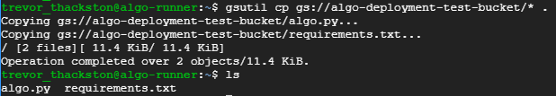 trevor_thackston@algo-runner:~$ gsutil cp gs://algo-deployment-test-bucket/* .
Copying gs://algo-deployment-test-bucket/algo.py...
Copying gs://algo-deployment-test-bucket/requirements.txt...
/ [2 files][ 11.4 KiB/ 11.4 KiB]
Operation completed over 2 objects/11.4 KiB.
trevor_thackston@algo-runner:~$ ls
algo.py  requirements.txt